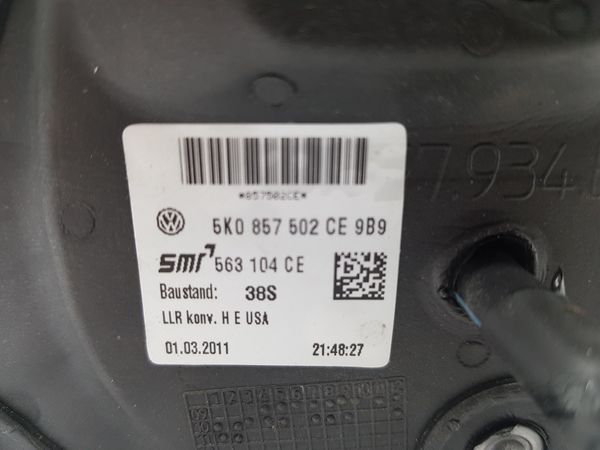 *857502CE*
5K0 857 502 CE 9B9
smr 563 104 CE
Baustand: 38S
LLR konv. H E USA
01.03.2011 21:48:27
7934